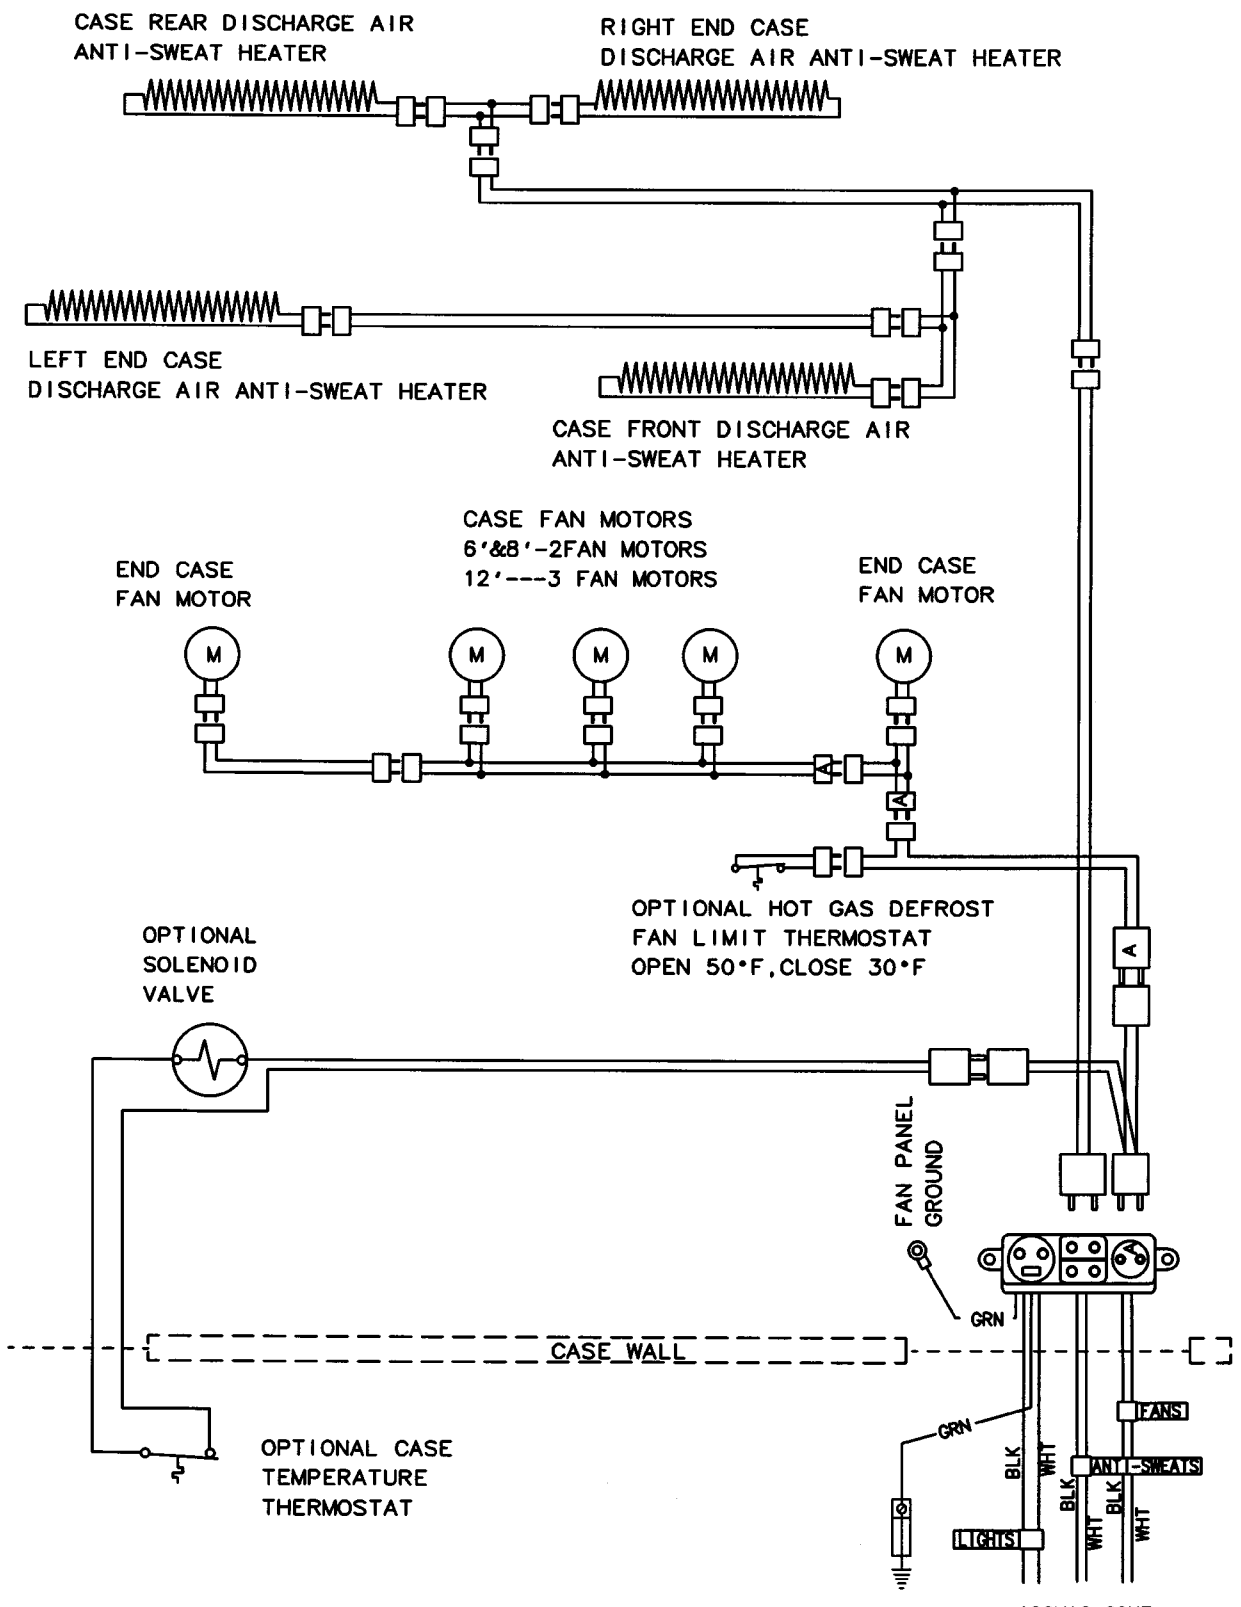 CASE REAR DISCHARGE AIR
ANTI-SWEAT HEATER
RIGHT END CASE
DISCHARGE AIR ANTI-SWEAT HEATER
LEFT END CASE
DISCHARGE AIR ANTI-SWEAT HEATER
CASE FRONT DISCHARGE AIR
ANTI-SWEAT HEATER
CASE FAN MOTORS
6'&8'-2FAN MOTORS
12'---3 FAN MOTORS
END CASE
FAN MOTOR
END CASE
FAN MOTOR
M
M
M
M
M
A
A
OPTIONAL HOT GAS DEFROST
FAN LIMIT THERMOSTAT
OPEN 50°F,CLOSE 30°F
A
OPTIONAL
SOLENOID
VALVE
FAN PANEL
GROUND
A
GRN
CASE WALL
FANS
GRN
BLK
WHT
ANTI-SWEATS
BLK
BLK
WHT
WHT
LIGHTS
OPTIONAL CASE
TEMPERATURE
THERMOSTAT